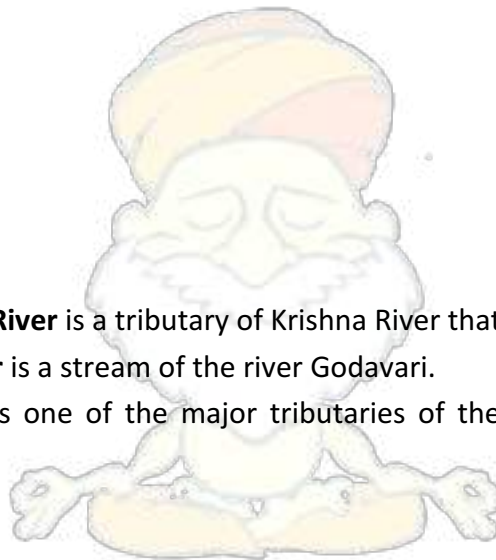 River is a tributary of Krishna River that
is a stream of the river Godavari.
s one of the major tributaries of the